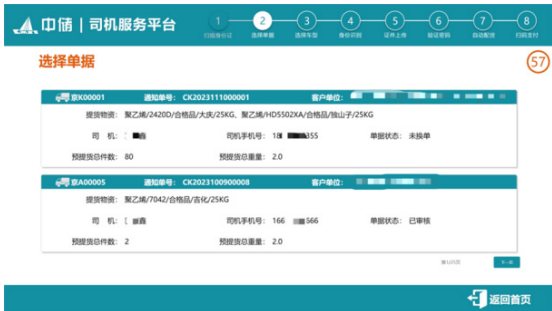 中储 | 司机服务平台
1 2 3 4 5 6 7 8
扫描身份证 选择单据 选择车型 身份识别 证件上传 验证密码 自动配货 扫码支付
选择单据
57
京K00001 通知单号: CK2023111000001 客户单位:
提货物资: 聚乙烯/2420D/合格品/大庆/25KG、聚乙烯/HD5502XA/合格品/独山子/25KG
司 机: 鑫 司机手机号: 18 355 单据状态: 未换单
预提货总件数: 80 预提货总重量: 2.0
京A00005 通知单号: CK2023100900008 客户单位:
提货物资: 聚乙烯/7042/合格品/吉化/25KG
司 机: 鑫 司机手机号: 166 566 单据状态: 已审核
预提货总件数: 2 预提货总重量: 2.0
返回首页